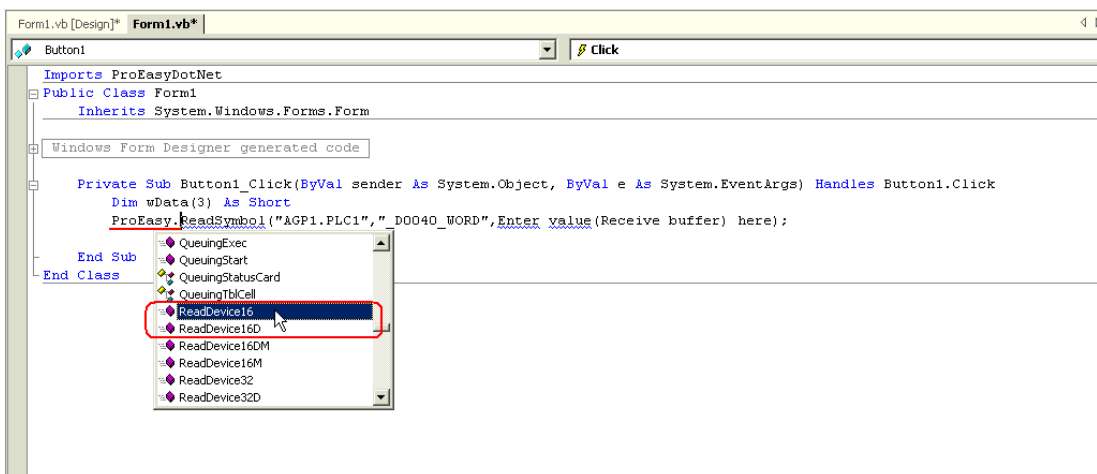 Form1.vb [Design]* Form1.vb*
Button1 Click
Imports ProEasyDotNet
Public Class Form1
Inherits System.Windows.Forms.Form
Windows Form Designer generated code
Private Sub Button1_Click(ByVal sender As System.Object, ByVal e As System.EventArgs) Handles Button1.Click
Dim wData(3) As Short
ProEasy.ReadSymbol("AGP1.PLC1","_D0040_WORD",Enter value(Receive buffer) here);
QueuingExec
End Sub
QueuingStart
End Class
QueuingStatusCard
QueuingTblCell
ReadDevice16
ReadDevice16D
ReadDevice16DM
ReadDevice16M
ReadDevice32
ReadDevice32D